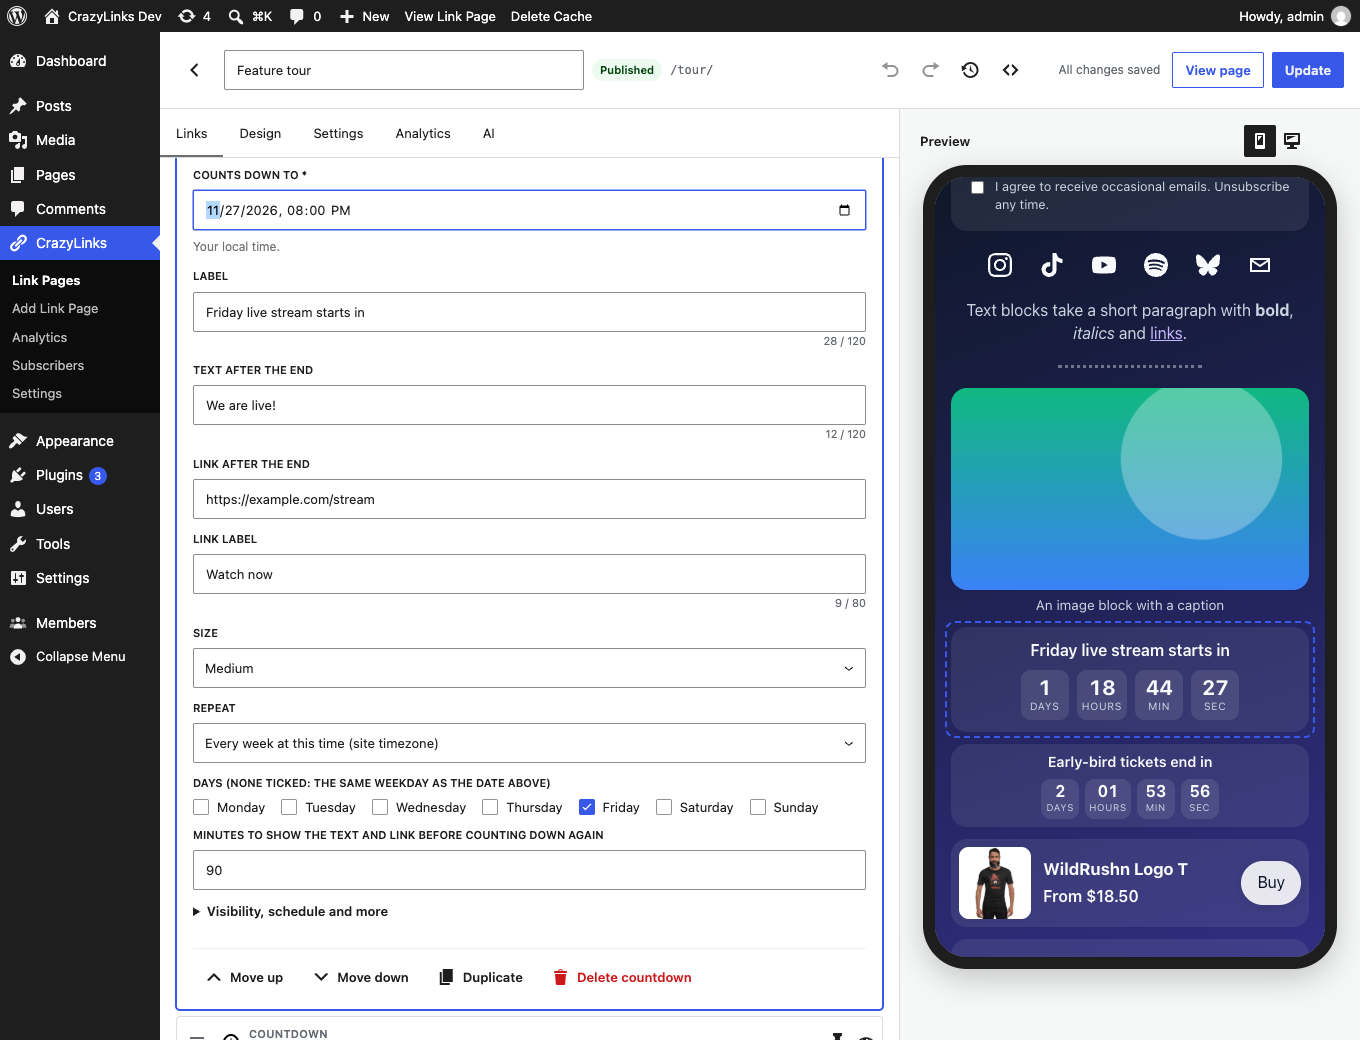 CrazyLinks Dev
4
⌘K
0
New
View Link Page
Delete Cache
Howdy, admin
Dashboard
Posts
Media
Pages
Comments
CrazyLinks
Link Pages
Add Link Page
Analytics
Subscribers
Settings
Appearance
Plugins 3
Users
Tools
Settings
Members
Collapse Menu
Feature tour
Published
/tour/
All changes saved
View page
Update
Links
Design
Settings
Analytics
AI
COUNTS DOWN TO *
11/27/2026, 08:00 PM
Your local time.
LABEL
Friday live stream starts in
28 / 120
TEXT AFTER THE END
We are live!
12 / 120
LINK AFTER THE END
https://example.com/stream
LINK LABEL
Watch now
9 / 80
SIZE
Medium
REPEAT
Every week at this time (site timezone)
DAYS (NONE TICKED: THE SAME WEEKDAY AS THE DATE ABOVE)
Monday Tuesday Wednesday Thursday Friday Saturday Sunday
MINUTES TO SHOW THE TEXT AND LINK BEFORE COUNTING DOWN AGAIN
90
Visibility, schedule and more
Move up
Move down
Duplicate
Delete countdown
COUNTDOWN
Preview
I agree to receive occasional emails. Unsubscribe
any time.
Text blocks take a short paragraph with bold,
italics and links.
An image block with a caption
Friday live stream starts in
1 18 44 27
DAYS HOURS MIN SEC
Early-bird tickets end in
2 01 53 56
DAYS HOURS MIN SEC
WildRushn Logo T
From $18.50
Buy